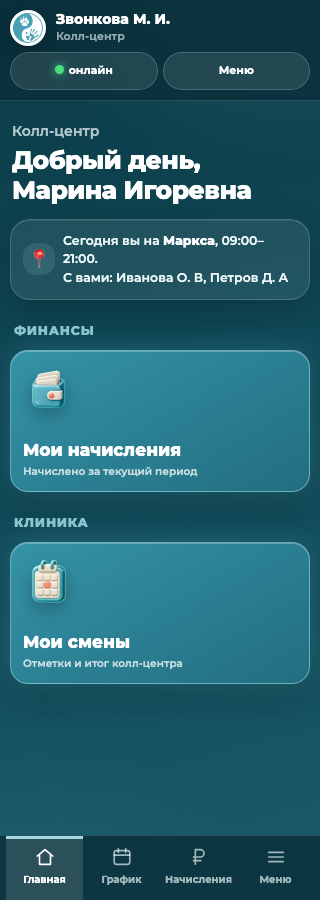 Звонкова М. И.
Колл-центр
онлайн
Меню
Колл-центр
Добрый день,
Марина Игоревна
Сегодня вы на Маркса, 09:00–
21:00.
С вами: Иванова О. В, Петров Д. А
ФИНАНСЫ
Мои начисления
Начислено за текущий период
КЛИНИКА
Мои смены
Отметки и итог колл-центра
Главная
График
Начисления
Меню